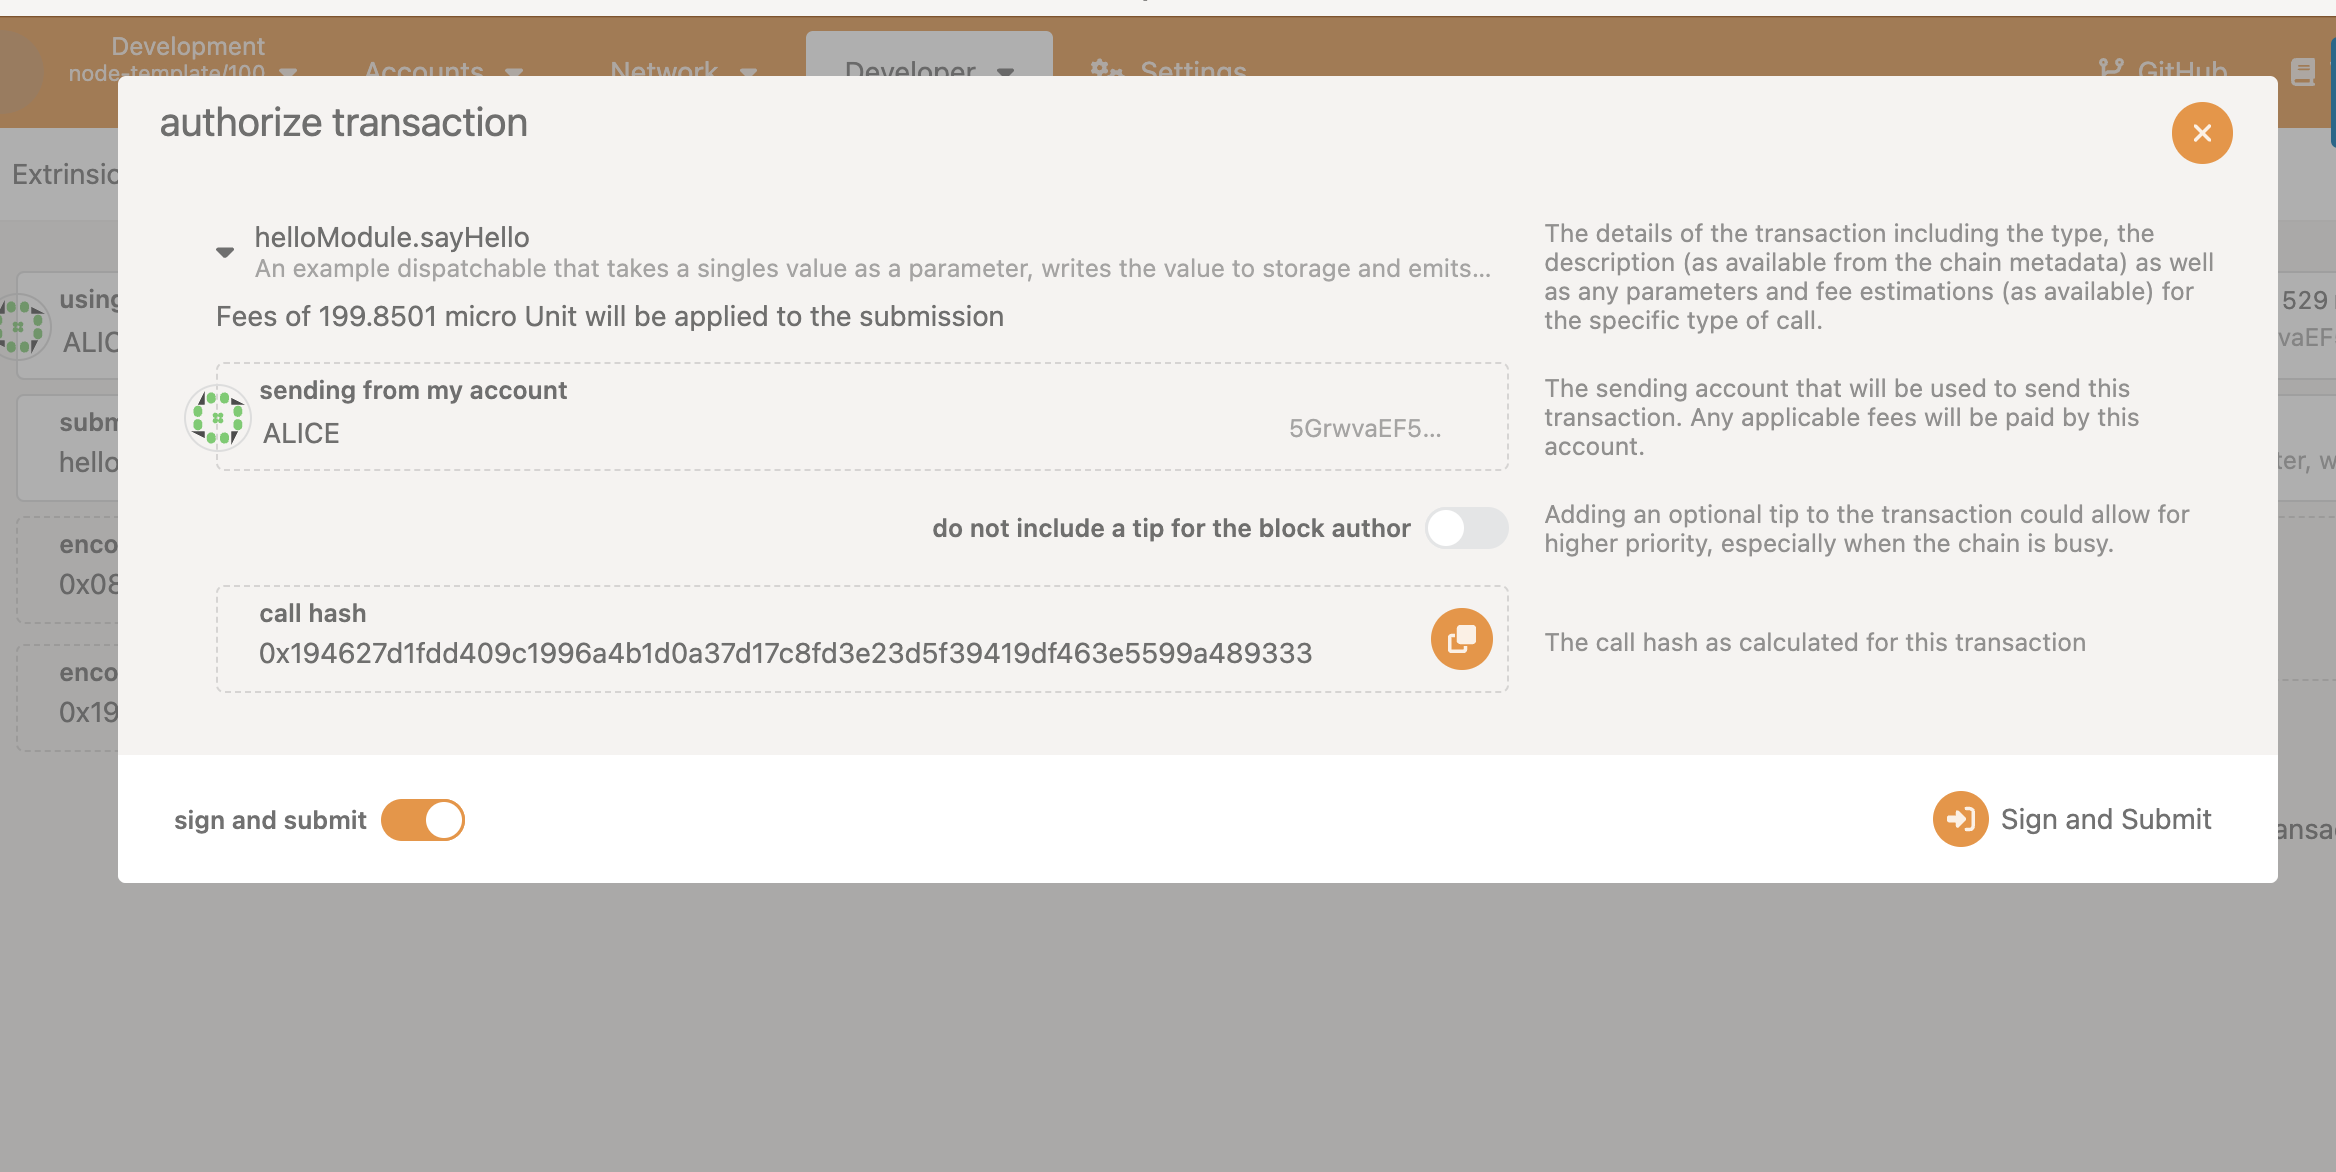 Development
node-template/100
Accounts
Network
Developer
Settings
GitHub
authorize transaction
Extrinsic
helloModule.sayHello
An example dispatchable that takes a singles value as a parameter, writes the value to storage and emits...
Fees of 199.8501 micro Unit will be applied to the submission
The details of the transaction including the type, the
description (as available from the chain metadata) as well
as any parameters and fee estimations (as available) for
the specific type of call.
using
ALIC
529
vaEF
sending from my account
ALICE
5GrwvaEF5...
The sending account that will be used to send this
transaction. Any applicable fees will be paid by this
account.
subm
hello
ter, w
do not include a tip for the block author
Adding an optional tip to the transaction could allow for
higher priority, especially when the chain is busy.
enco
0x08
call hash
0x194627d1fdd409c1996a4b1d0a37d17c8fd3e23d5f39419df463e5599a489333
The call hash as calculated for this transaction
enco
0x19
sign and submit
Sign and Submit
ansa